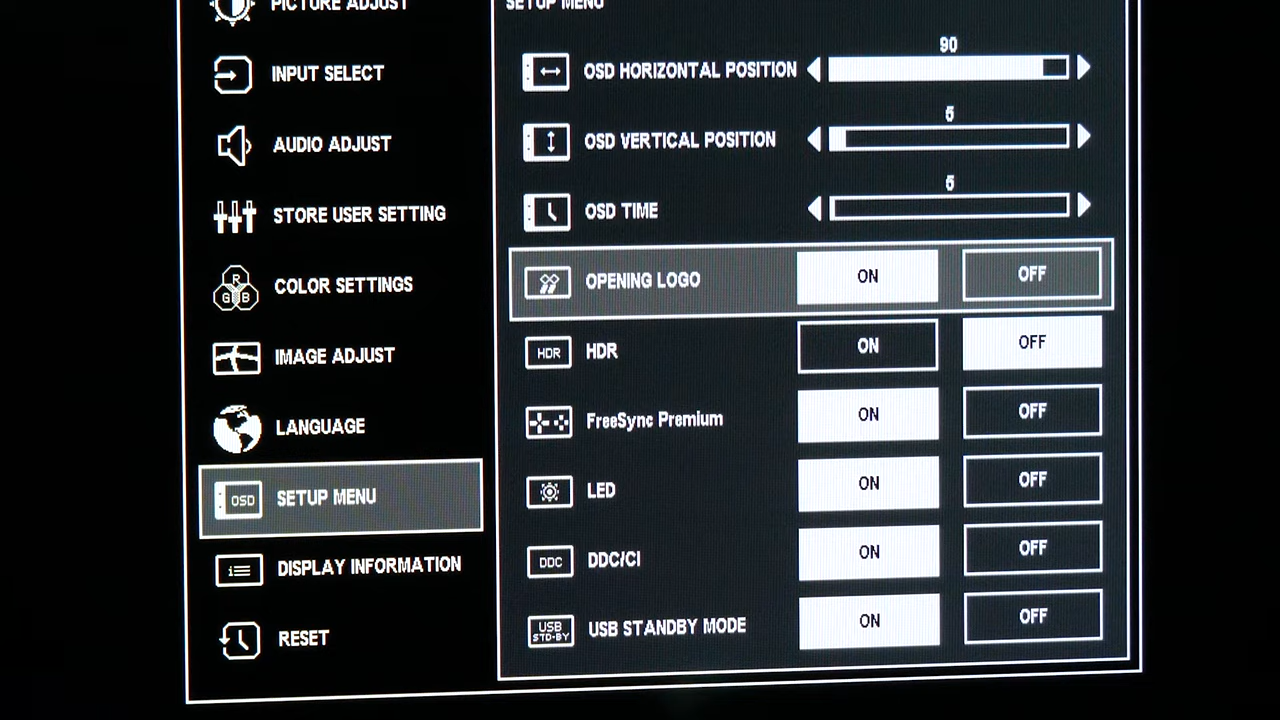 PICTURE ADJUST
INPUT SELECT
AUDIO ADJUST
STORE USER SETTING
R
G B
COLOR SETTINGS
IMAGE ADJUST
LANGUAGE
OSD SETUP MENU
DISPLAY INFORMATION
RESET
SETUP MENU
90
OSD HORIZONTAL POSITION
5
OSD VERTICAL POSITION
5
OSD TIME
OPENING LOGO ON OFF
HDR HDR ON OFF
FreeSync Premium ON OFF
LED ON OFF
DDC DDC/CI ON OFF
USB STD-BY USB STANDBY MODE ON OFF